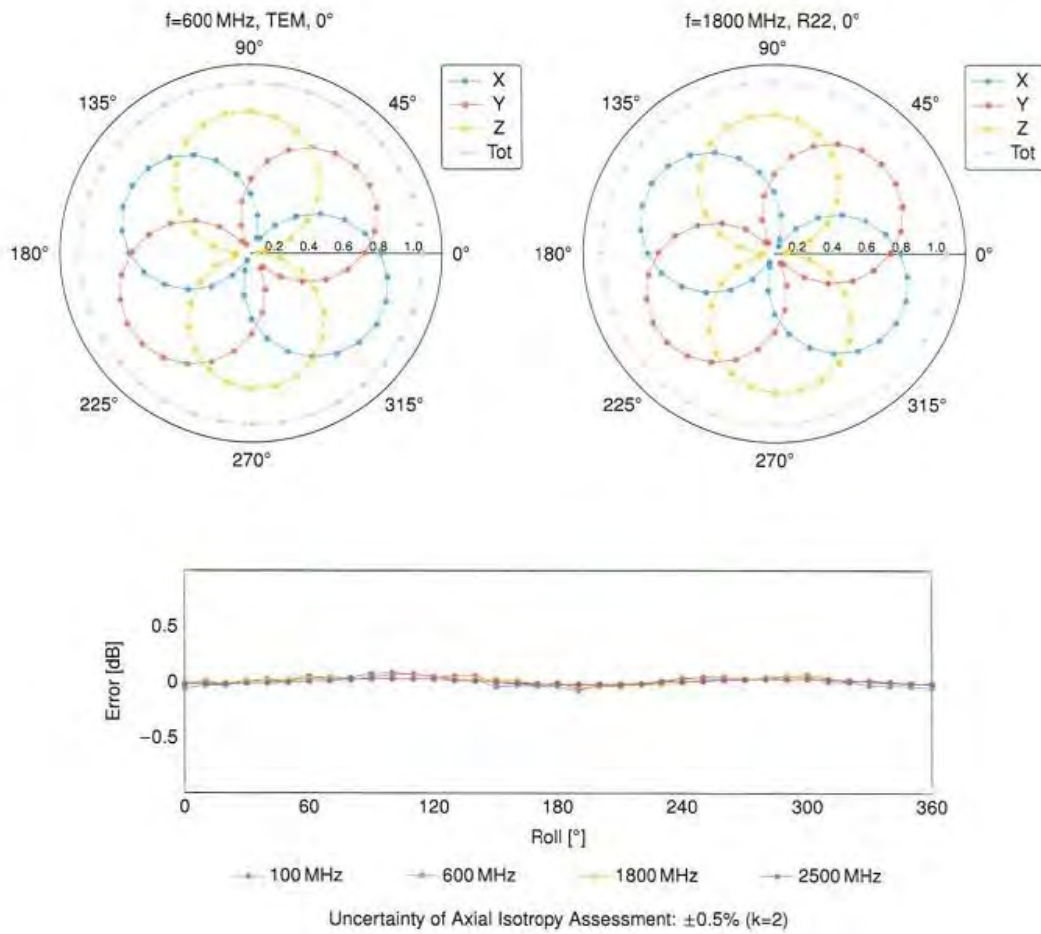 f=600 MHz, TEM, 0°
90°
135°
45°
180°
0.2 0.4 0.6 0.8 1.0
0°
225°
315°
270°
X
Y
Z
Tot
f=1800 MHz, R22, 0°
90°
135°
45°
180°
0.2 0.4 0.6 0.8 1.0
0°
225°
315°
270°
X
Y
Z
Tot
Error [dB]
0.5
0
−0.5
0 60 120 180 240 300 360
Roll [°]
100 MHz 600 MHz 1800 MHz 2500 MHz
Uncertainty of Axial Isotropy Assessment: ±0.5% (k=2)